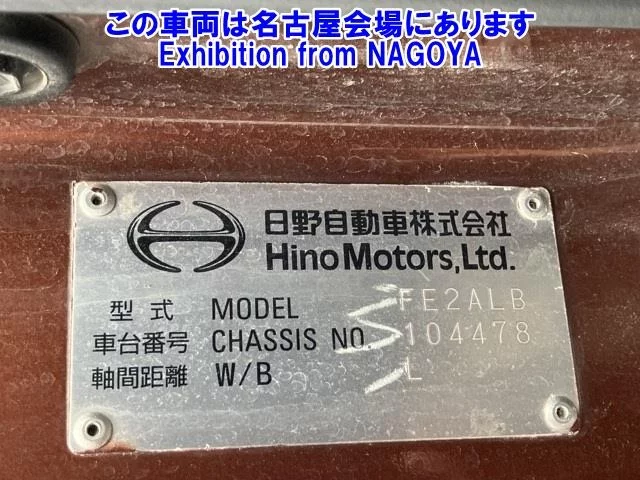 この車両は名古屋会場にあります
Exhibition from NAGOYA
日野自動車株式会社
Hino Motors, Ltd.
型式 MODEL FE2ALB
車台番号 CHASSIS NO. 104478
軸間距離 W/B L